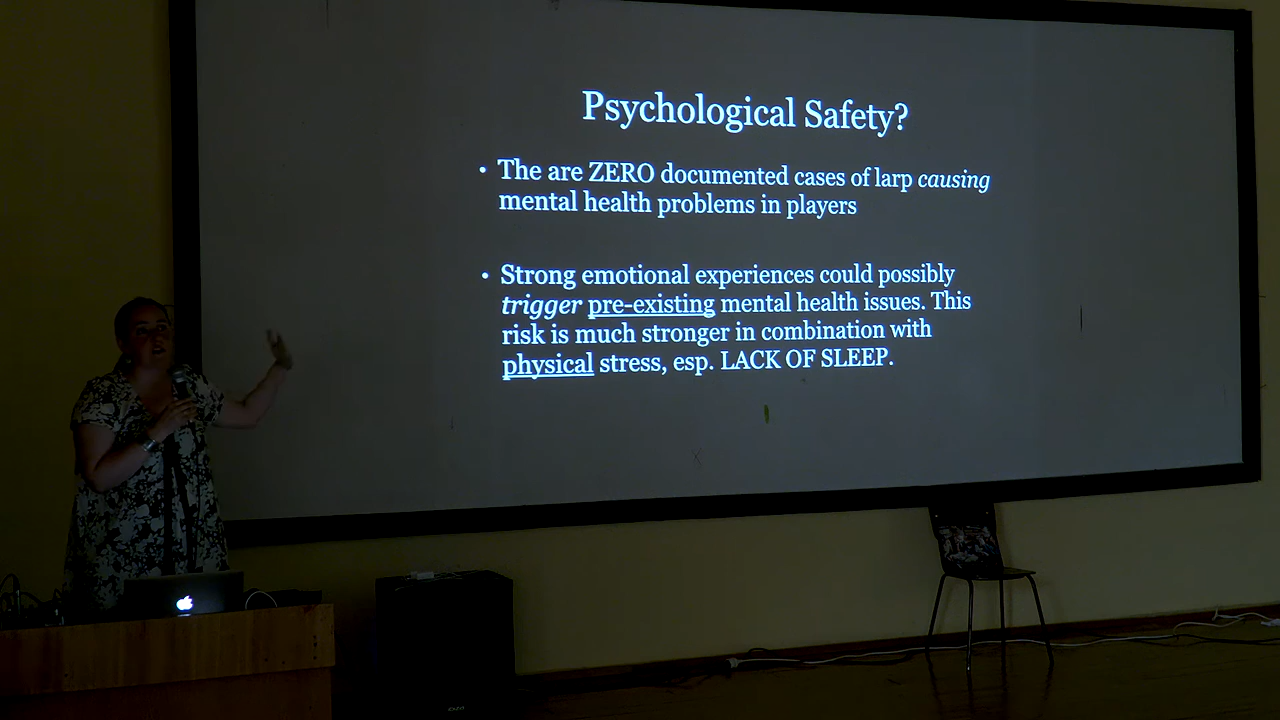 Psychological Safety?
• The are ZERO documented cases of larp causing
mental health problems in players
• Strong emotional experiences could possibly
trigger pre-existing mental health issues. This
risk is much stronger in combination with
physical stress, esp. LACK OF SLEEP.